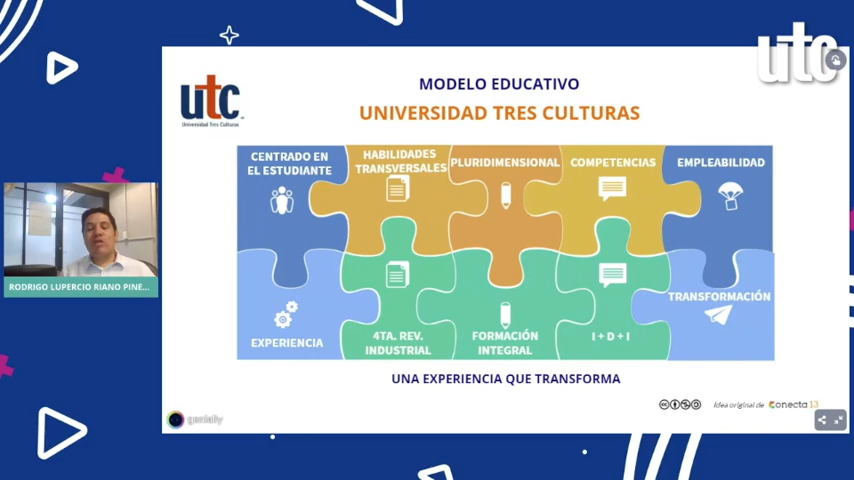 utc
utc
Universidad Tres Culturas
MODELO EDUCATIVO
UNIVERSIDAD TRES CULTURAS
CENTRADO EN
EL ESTUDIANTE
HABILIDADES
TRANSVERSALES
PLURIDIMENSIONAL
COMPETENCIAS
EMPLEABILIDAD
EXPERIENCIA
4TA. REV.
INDUSTRIAL
FORMACIÓN
INTEGRAL
I + D + I
TRANSFORMACIÓN
RODRIGO LUPERCIO RIANO PINE...
UNA EXPERIENCIA QUE TRANSFORMA
Idea original de Conecta 13
genially